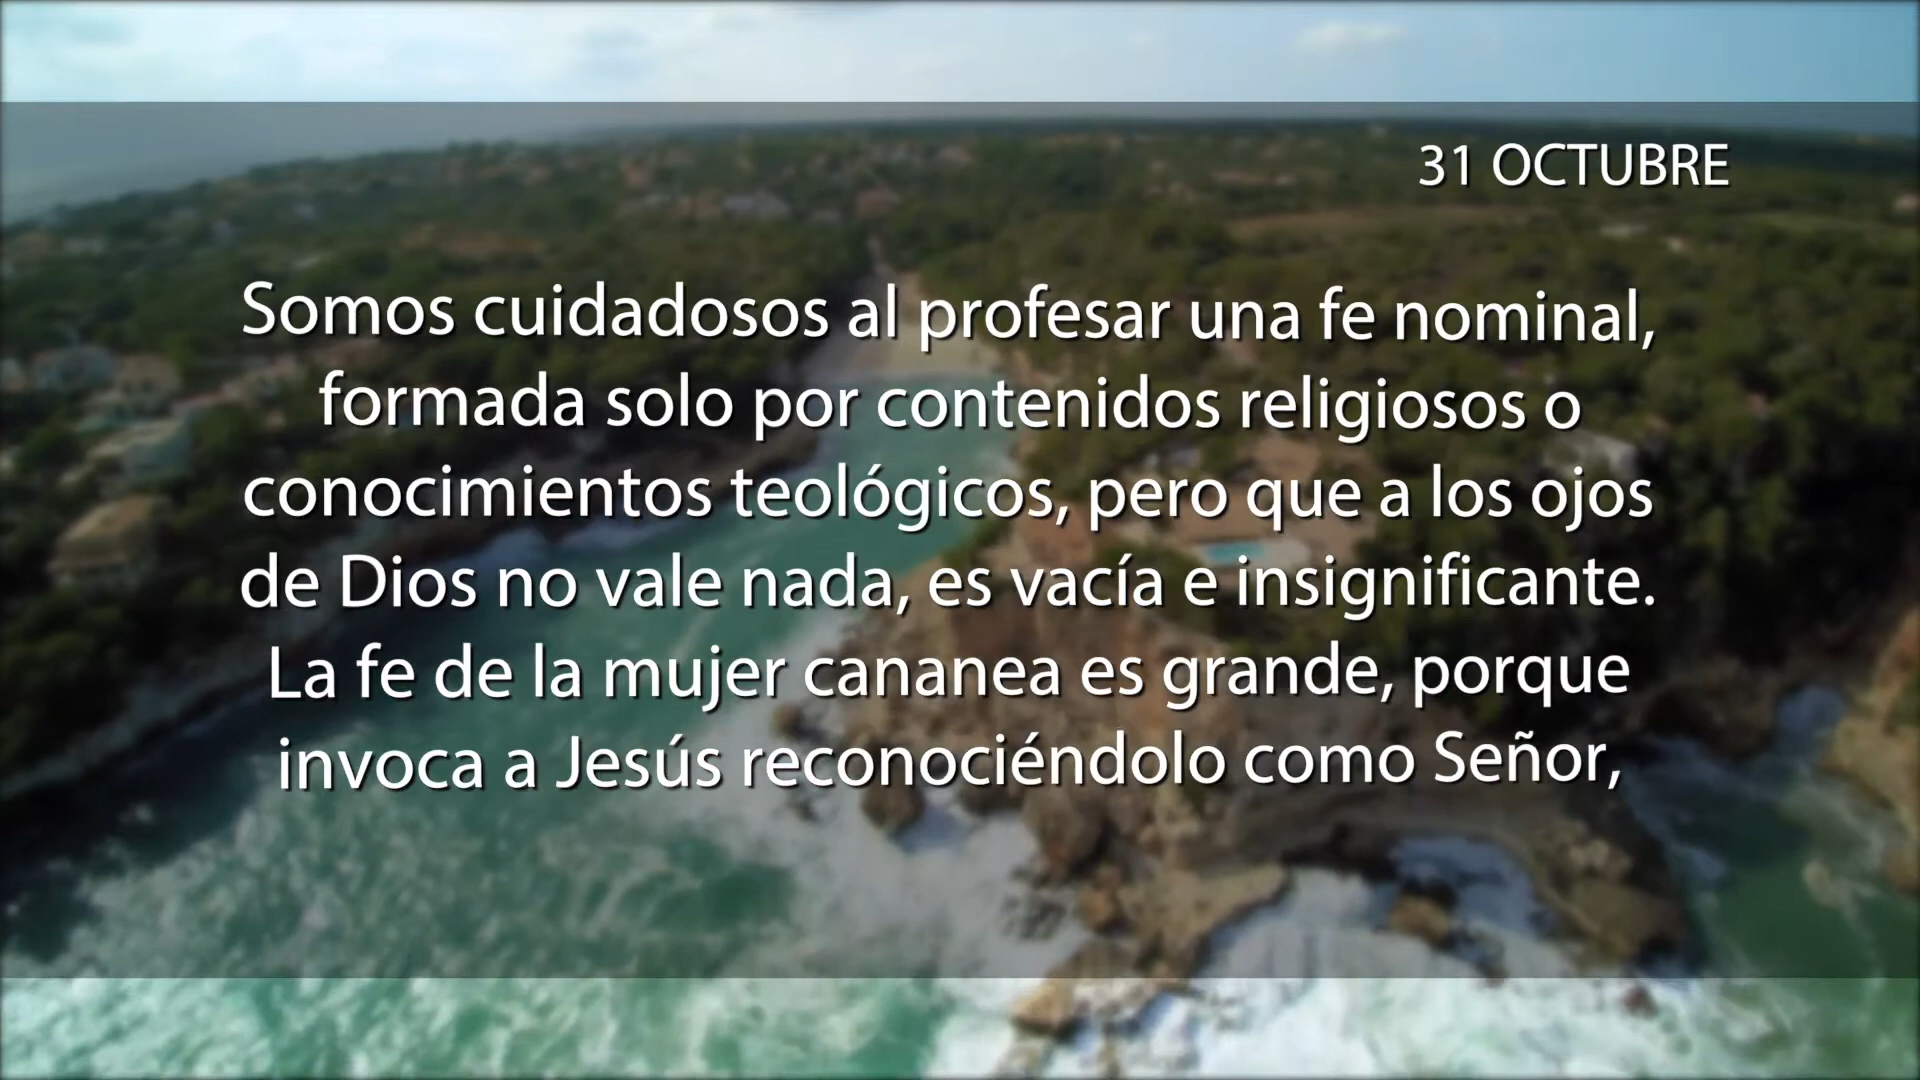 31 OCTUBRE
Somos cuidadosos al profesar una fe nominal,
formada solo por contenidos religiosos o
conocimientos teológicos, pero que a los ojos
de Dios no vale nada, es vacía e insignificante.
La fe de la mujer cananea es grande, porque
invoca a Jesús reconociéndolo como Señor,